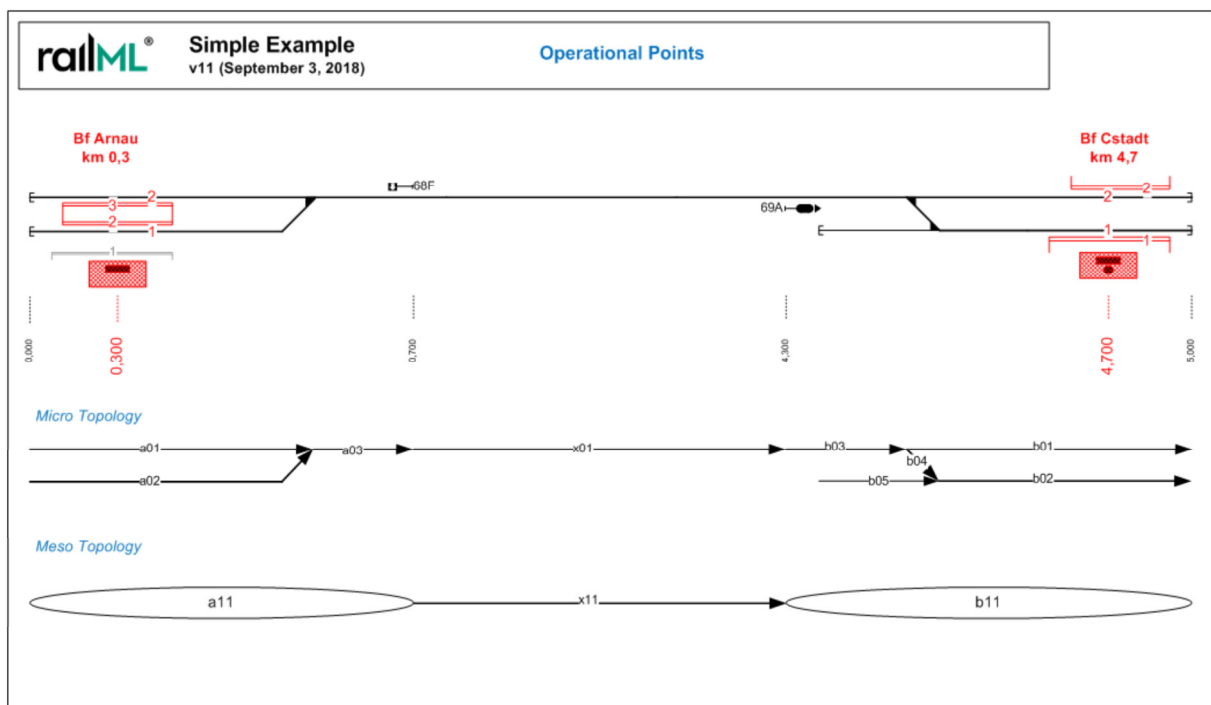 railML®
Simple Example
v11 (September 3, 2018)
Operational Points
Bf Arnau
km 0,3
Bf Cstadt
km 4,7
68F
69A
2
3
2
1
1
2
2
1
1
0,000
0,300
0,700
4,300
4,700
5,000
Micro Topology
a01
a03
x01
b03
b01
b04
a02
b05
b02
Meso Topology
a11
x11
b11